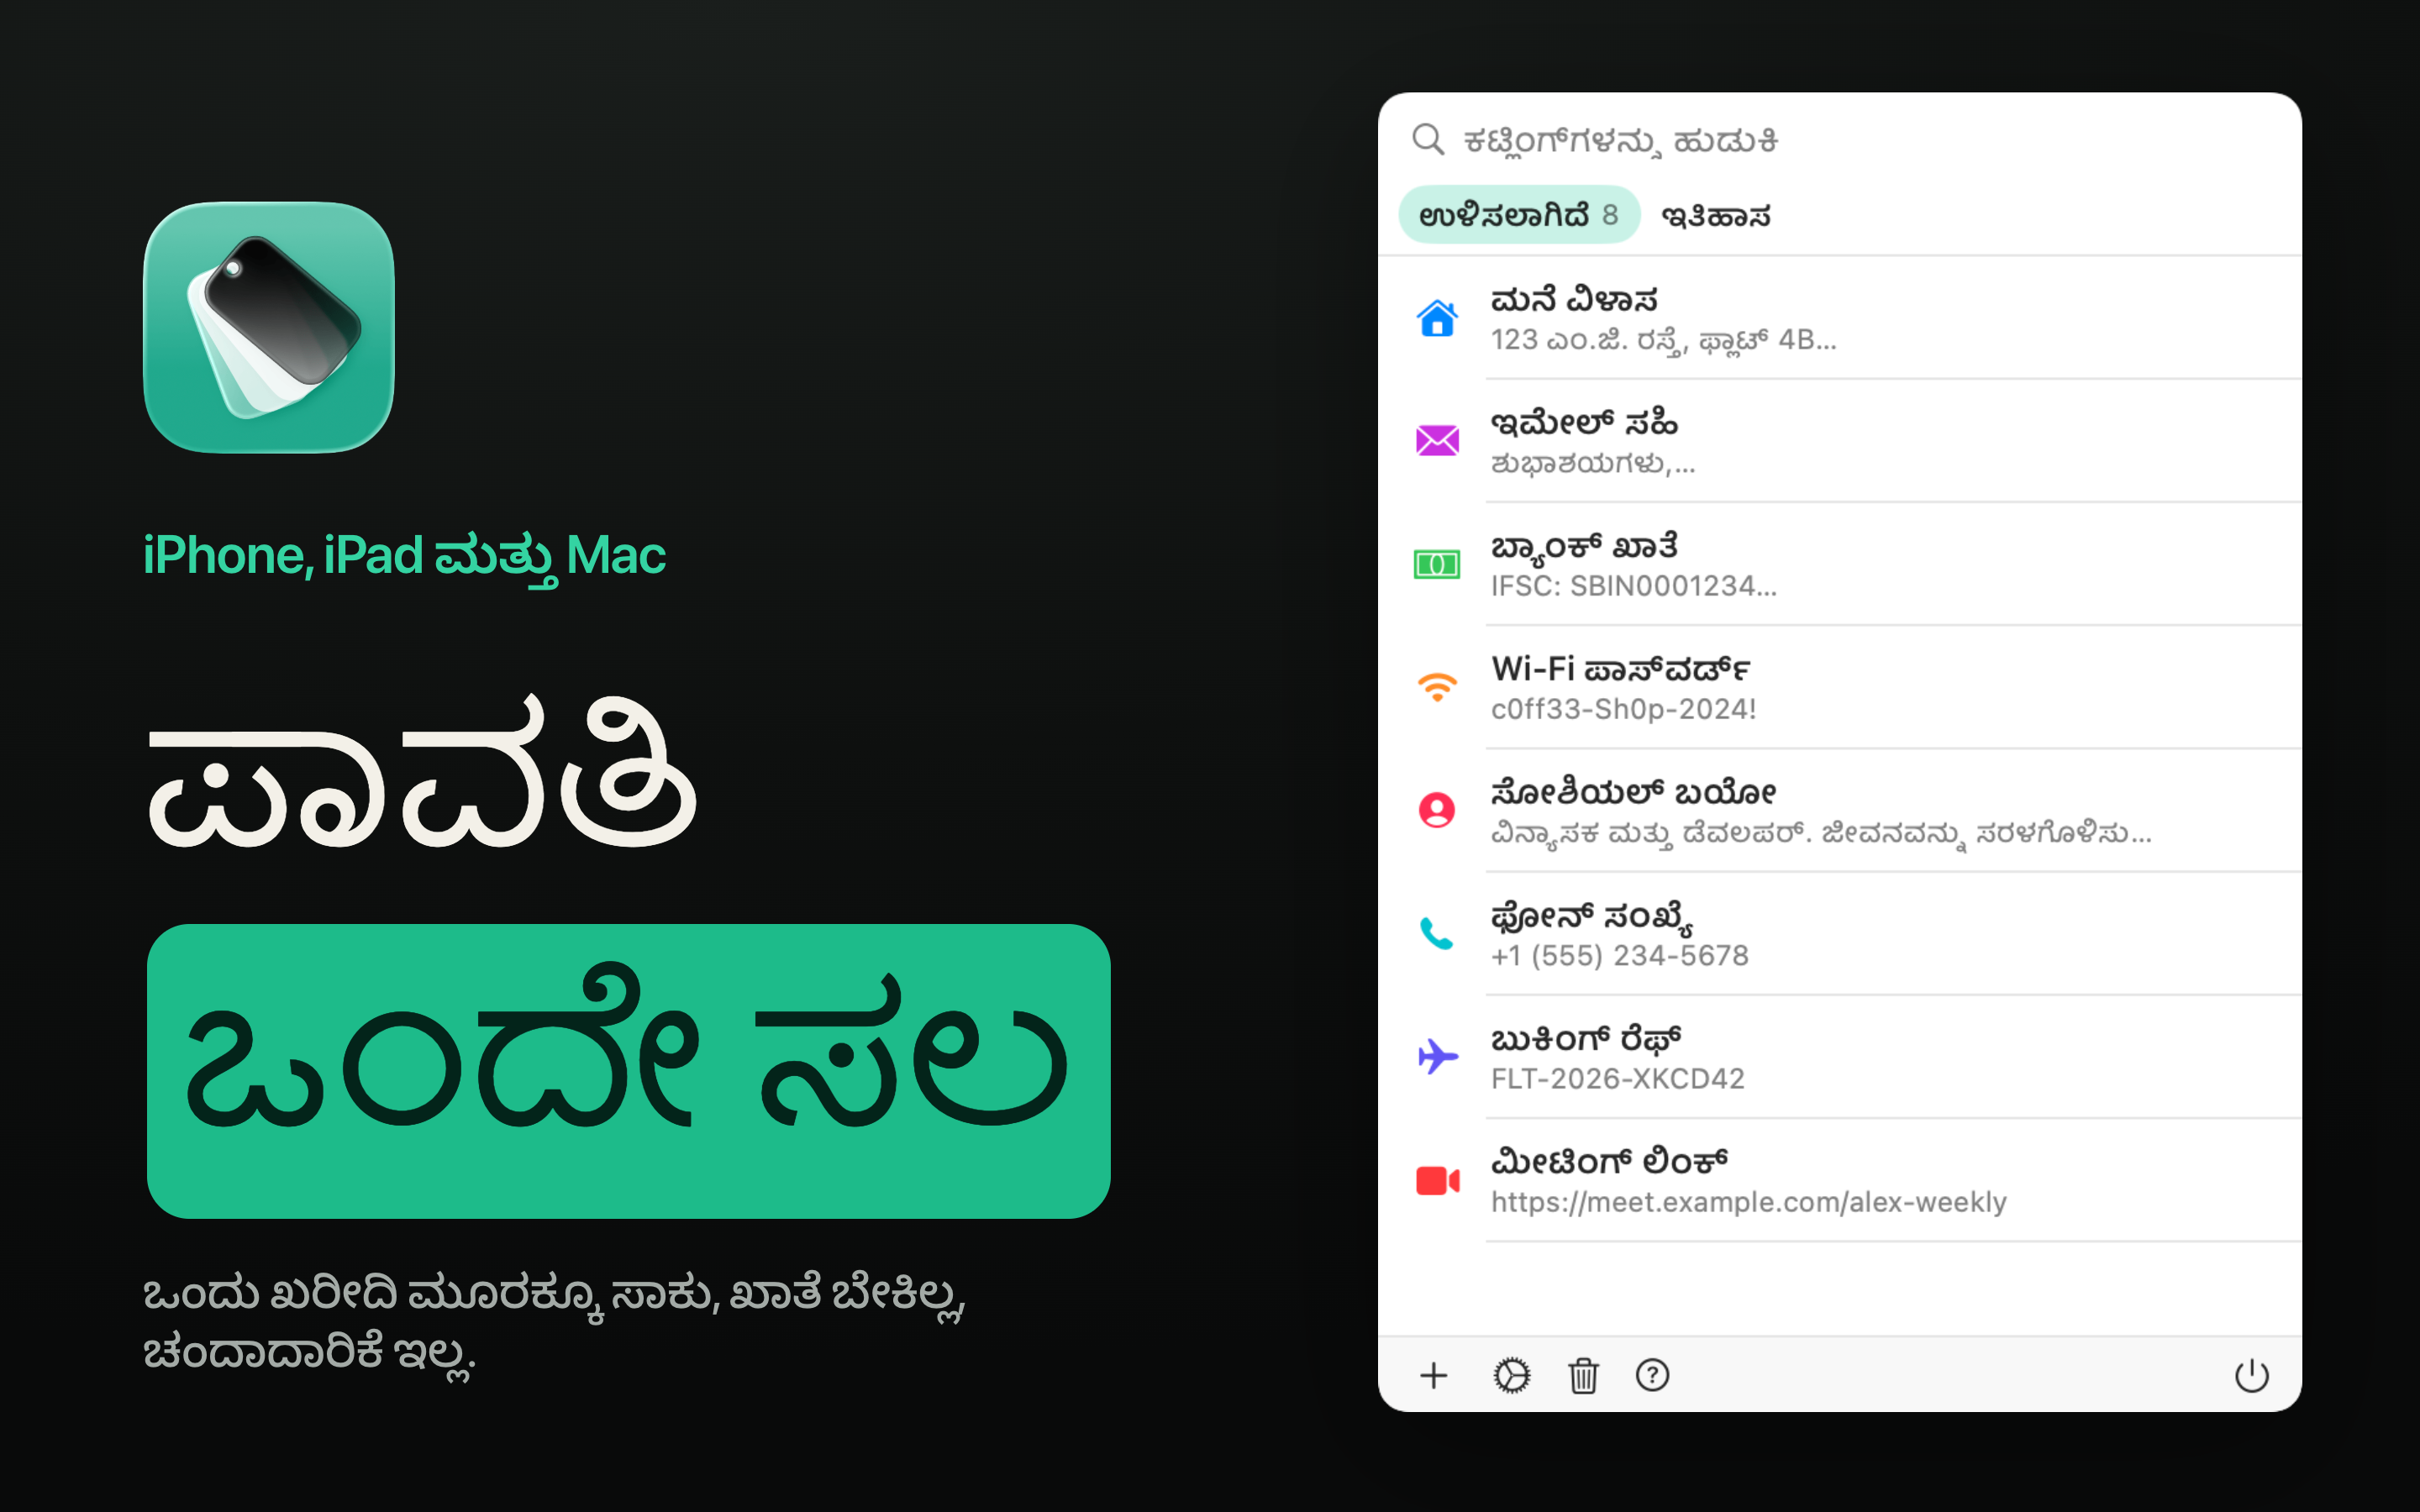 iPhone, iPad ಮತ್ತು Mac
ಪಾವತಿ
ಒಂದೇ ಸಲ
ಒಂದು ಖರೀದಿ ಮೂರಕ್ಕೂ ಸಾಕು, ಖಾತೆ ಬೇಕಿಲ್ಲ,
ಚಂದಾದಾರಿಕೆ ಇಲ್ಲ.
ಕಟ್ಲಿಂಗ್‌ಗಳನ್ನು ಹುಡುಕಿ
ಉಳಿಸಲಾಗಿದೆ 8 ಇತಿಹಾಸ
ಮನೆ ವಿಳಾಸ
123 ಎಂ.ಜಿ. ರಸ್ತೆ, ಫ್ಲಾಟ್ 4B...
ಇಮೇಲ್ ಸಹಿ
ಶುಭಾಶಯಗಳು,...
ಬ್ಯಾಂಕ್ ಖಾತೆ
IFSC: SBIN0001234...
Wi-Fi ಪಾಸ್‌ವರ್ಡ್
c0ff33-Sh0p-2024!
ಸೋಶಿಯಲ್ ಬಯೋ
ವಿನ್ಯಾಸಕ ಮತ್ತು ಡೆವಲಪರ್. ಜೀವನವನ್ನು ಸರಳಗೊಳಿಸು...
ಫೋನ್ ಸಂಖ್ಯೆ
+1 (555) 234-5678
ಬುಕಿಂಗ್ ರೆಫ್
FLT-2026-XKCD42
ಮೀಟಿಂಗ್ ಲಿಂಕ್
https://meet.example.com/alex-weekly